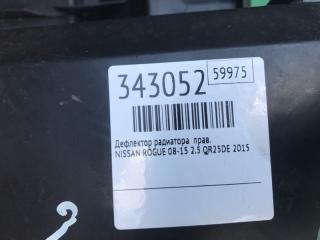 343052 59975
Дефлектор радиатора прав.
NISSAN ROGUE 08-15 2.5 QR25DE 2015